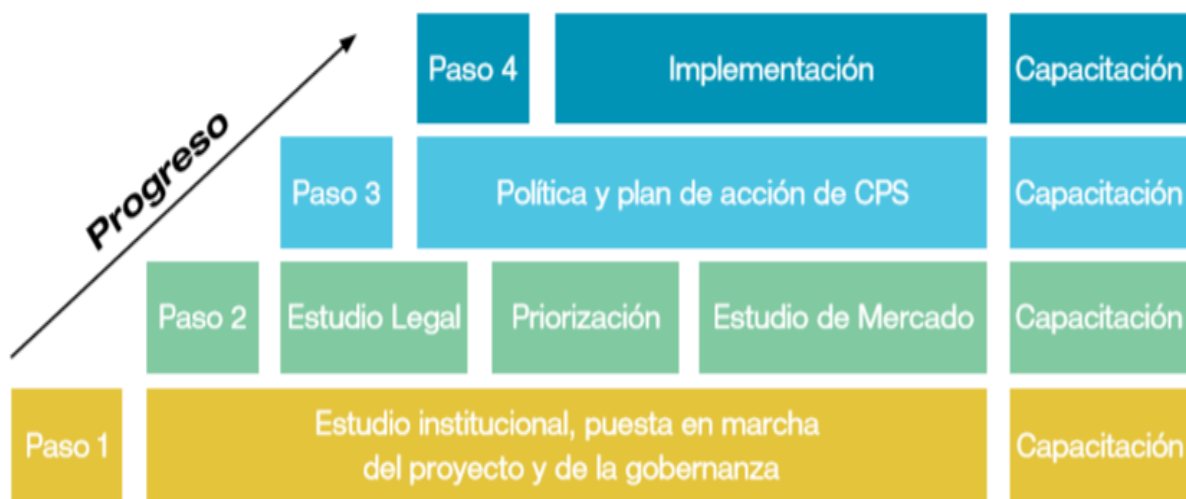 Paso 4 Implementación Capacitación
Progreso
Paso 3 Política y plan de acción de CPS Capacitación
Paso 2 Estudio Legal Priorización Estudio de Mercado Capacitación
Paso 1 Estudio institucional, puesta en marcha
del proyecto y de la gobernanza Capacitación